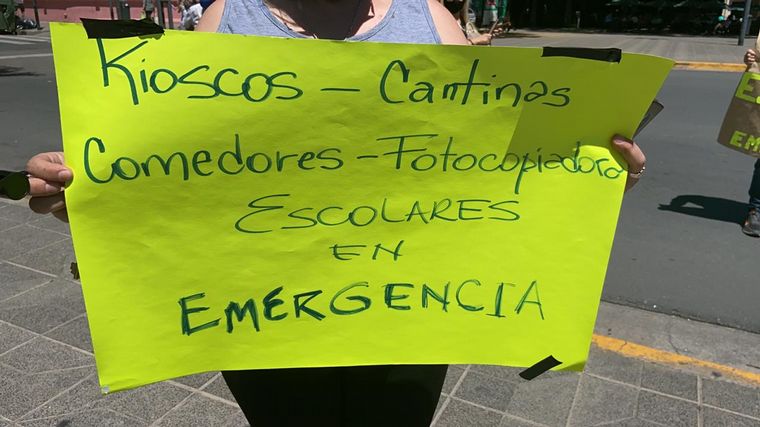 Kioscos - Cantinas
Comedores - Fotocopiadora
ESCOLARES
EN
EMERGENCIA